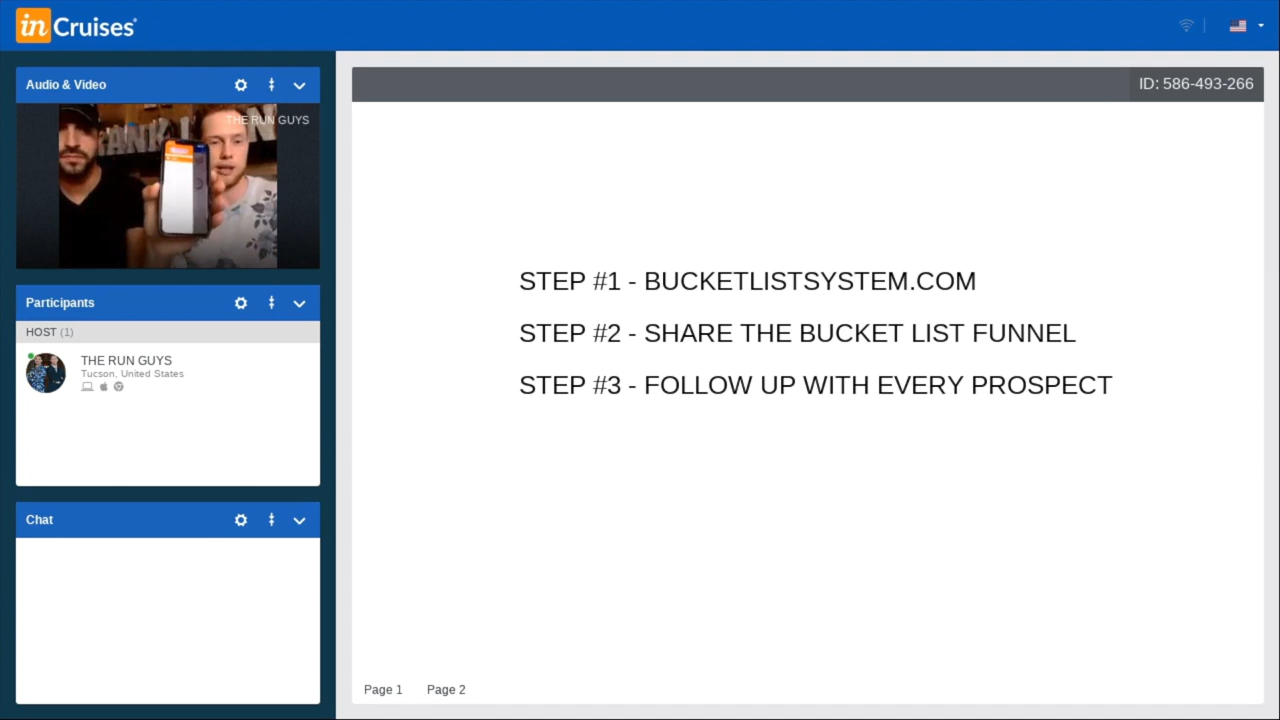 in Cruises
ID: 586-493-266
Audio & Video
THE RUN GUYS
Participants
HOST (1)
THE RUN GUYS
Tucson, United States
Chat
STEP #1 - BUCKETLISTSYSTEM.COM
STEP #2 - SHARE THE BUCKET LIST FUNNEL
STEP #3 - FOLLOW UP WITH EVERY PROSPECT
Page 1 Page 2